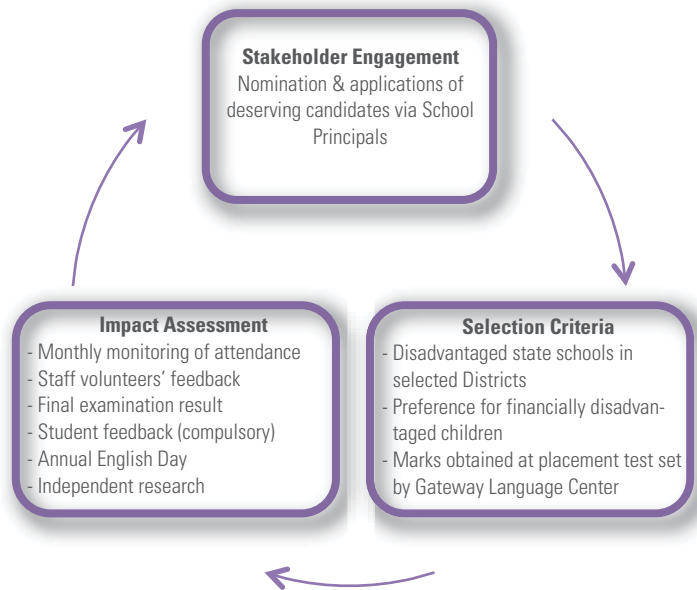 Stakeholder Engagement
Nomination & applications of
deserving candidates via School
Principals
Impact Assessment
- Monthly monitoring of attendance
- Staff volunteers’ feedback
- Final examination result
- Student feedback (compulsory)
- Annual English Day
- Independent research
Selection Criteria
- Disadvantaged state schools in
selected Districts
- Preference for financially disadvan-
taged children
- Marks obtained at placement test set
by Gateway Language Center